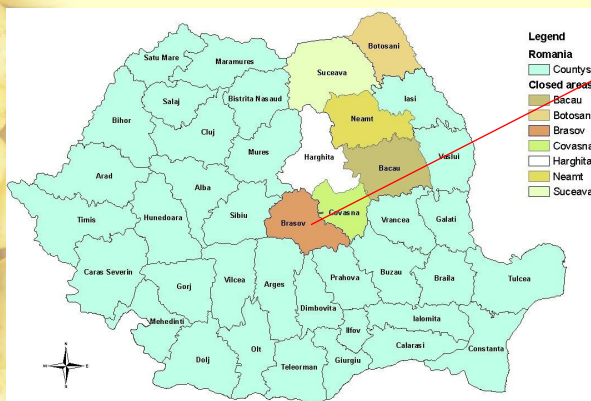 Legend
Romania
Countys
Closed areas
Bacau
Botosani
Brasov
Covasna
Harghita
Neamt
Suceava
Botosani
Satu Mare
Maramures
Suceava
Iasi
Salaj
Bistrita Nasaud
Bihor
Cluj
Neamt
Mures
Harghita
Vaslui
Bacau
Arad
Alba
Timis
Hunedoara
Sibiu
Brasov
Covasna
Vrancea
Galati
Caras Severin
Gorj
Vilcea
Arges
Prahova
Buzau
Braila
Tulcea
Dimbovita
Mehedinti
Ialomita
Ilfov
Dolj
Olt
Teleorman
Giurgiu
Calarasi
Constanta
N
W
E
S